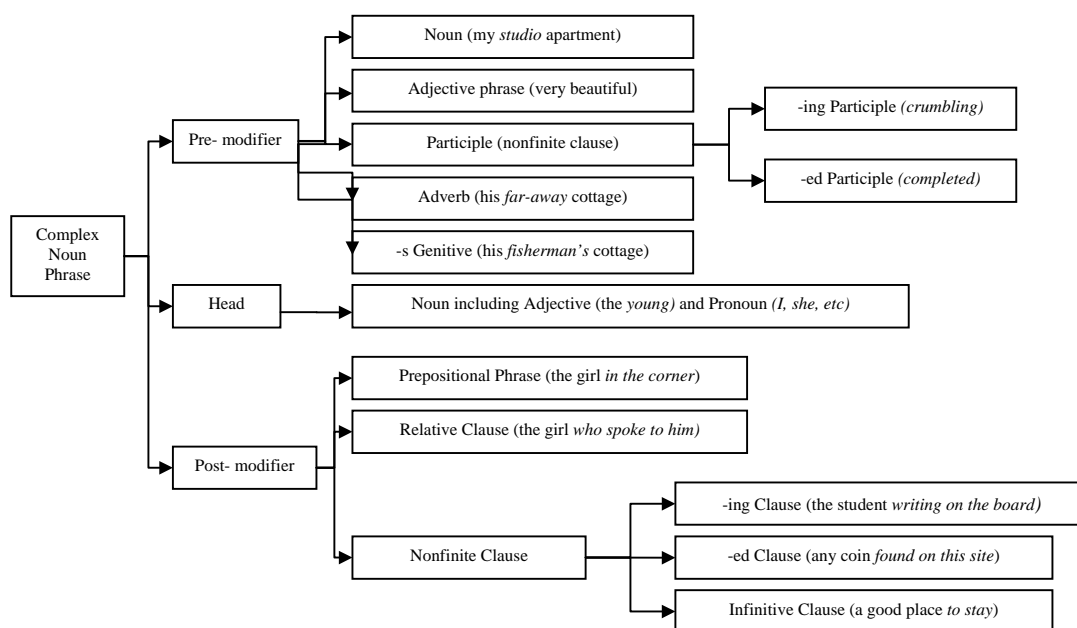 Noun (my studio apartment)
Adjective phrase (very beautiful)
-ing Participle (crumbling)
Pre- modifier
Participle (nonfinite clause)
-ed Participle (completed)
Adverb (his far-away cottage)
Complex
Noun
Phrase
-s Genitive (his fisherman’s cottage)
Head
Noun including Adjective (the young) and Pronoun (I, she, etc)
Prepositional Phrase (the girl in the corner)
Relative Clause (the girl who spoke to him)
Post- modifier
-ing Clause (the student writing on the board)
Nonfinite Clause
-ed Clause (any coin found on this site)
Infinitive Clause (a good place to stay)